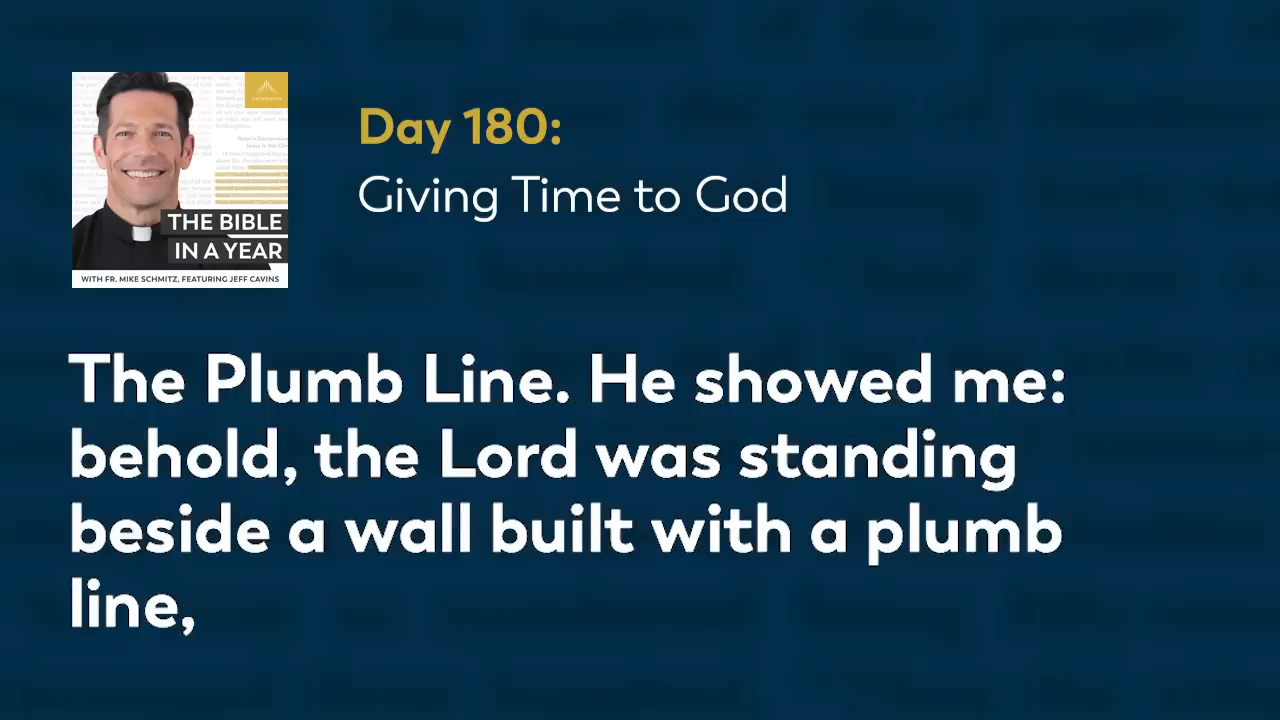 Day 180:
Giving Time to God
THE BIBLE
IN A YEAR
WITH FR. MIKE SCHMITZ, FEATURING JEFF CAVINS
The Plumb Line. He showed me:
behold, the Lord was standing
beside a wall built with a plumb
line,